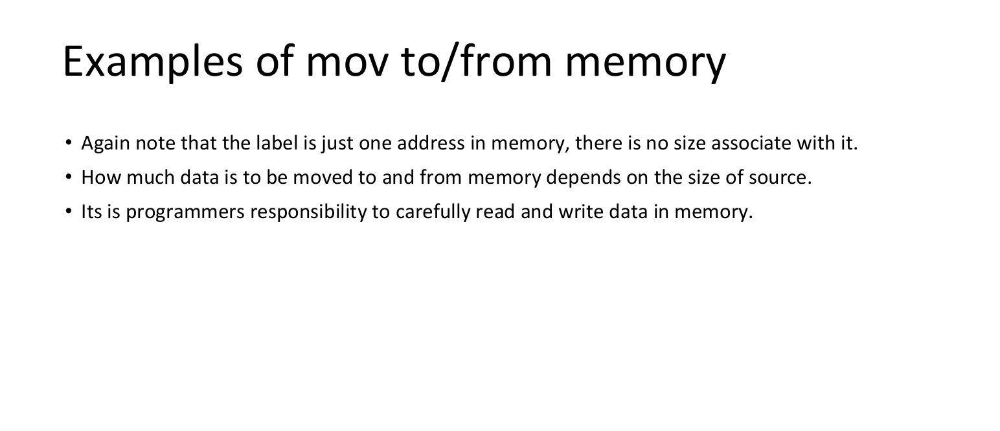 Examples of mov to/from memory
• Again note that the label is just one address in memory, there is no size associate with it.
• How much data is to be moved to and from memory depends on the size of source.
• Its is programmers responsibility to carefully read and write data in memory.